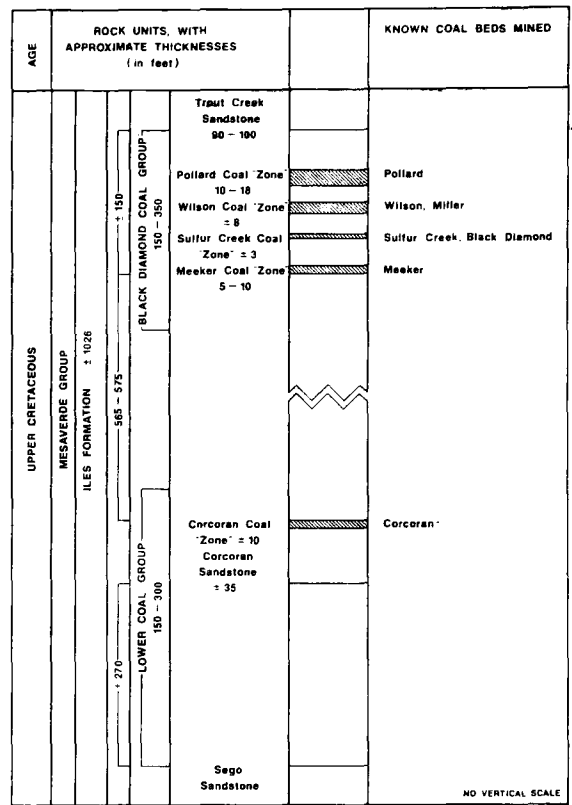 AGE
ROCK UNITS, WITH
APPROXIMATE THICKNESSES
(in feet)
KNOWN COAL BEDS MINED
UPPER CRETACEOUS
MESAVERDE GROUP
ILES FORMATION ± 1026
± 150
565 - 575
± 270
BLACK DIAMOND COAL GROUP
150 - 350
LOWER COAL GROUP
150 - 300
Trout Creek
Sandstone
90 - 100
Pollard Coal "Zone"
10 - 18
Pollard
Wilson Coal "Zone"
± 8
Wilson, Miller
Sulfur Creek Coal
"Zone" ± 3
Sulfur Creek, Black Diamond
Meeker Coal "Zone"
5 - 10
Meeker
Corcoran Coal
"Zone" ± 10
Corcoran
Corcoran
Sandstone
± 35
Sego
Sandstone
NO VERTICAL SCALE